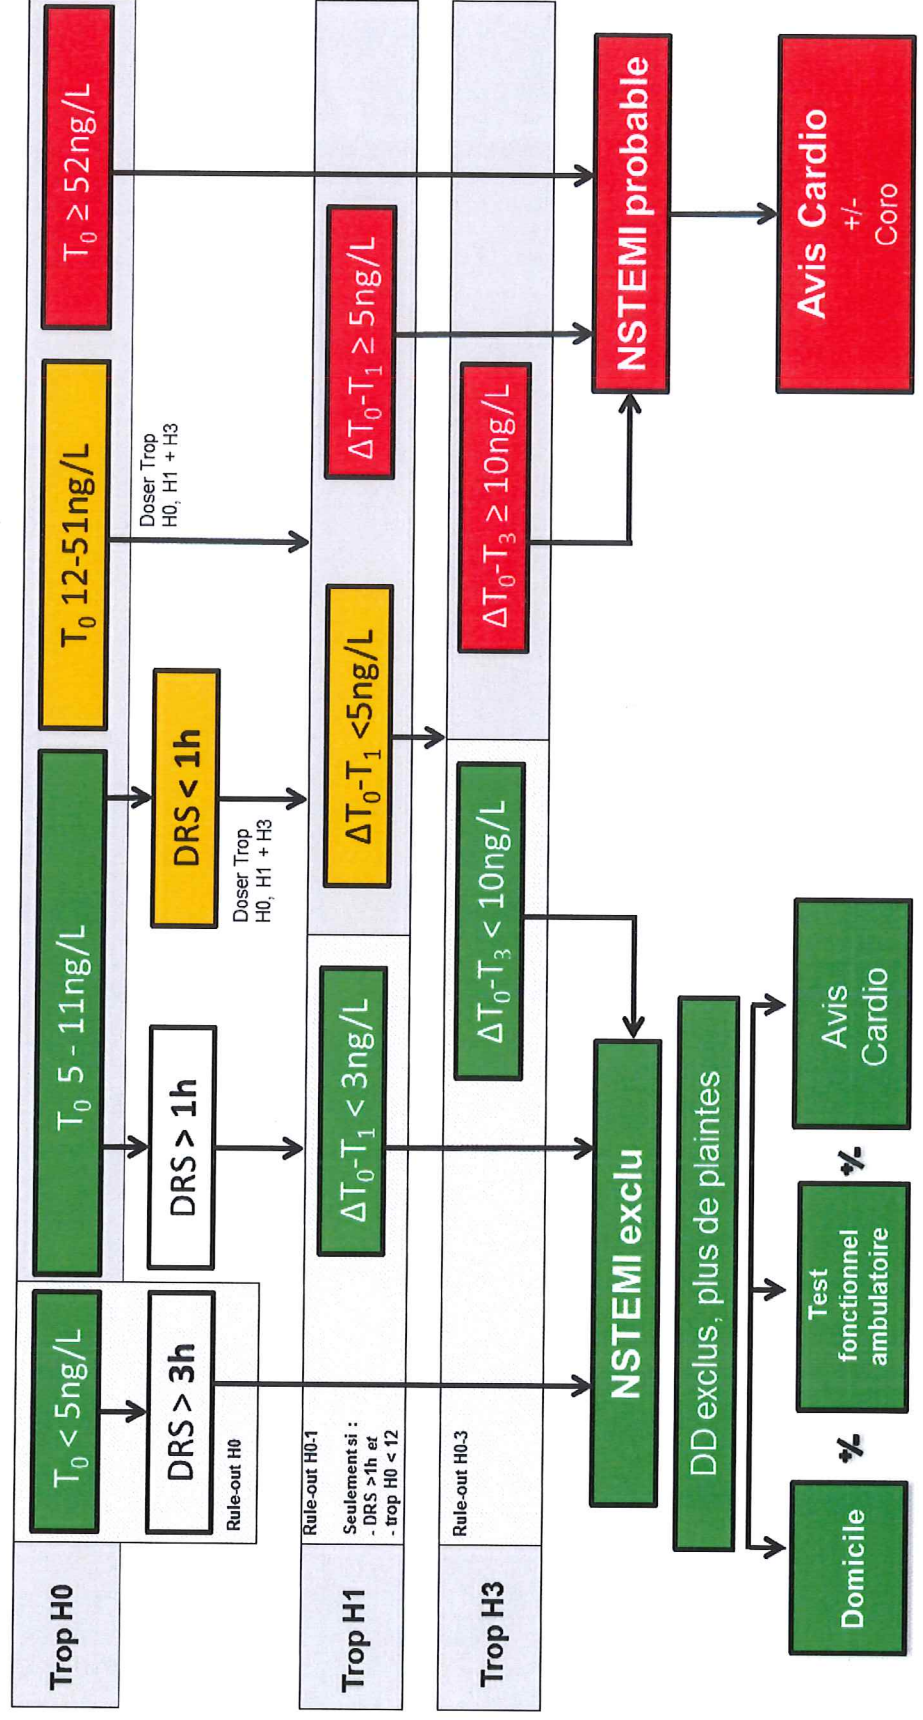 Trop H0
T₀ < 5ng/L
T₀ 5 - 11ng/L
T₀ 12-51ng/L
T₀ ≥ 52ng/L
DRS > 3h
DRS > 1h
DRS < 1h
Doser Trop
H0, H1 + H3
Rule-out H0
Doser Trop
H0, H1 + H3
Trop H1
Rule-out H0-1
Seulement si :
- DRS >1h et
- trop H0 < 12
ΔT₀-T₁ < 3ng/L
ΔT₀-T₁ <5ng/L
ΔT₀-T₁ ≥ 5ng/L
Trop H3
Rule-out H0-3
ΔT₀-T₃ < 10ng/L
ΔT₀-T₃ ≥ 10ng/L
NSTEMI exclu
NSTEMI probable
DD exclus, plus de plaintes
Domicile
+/-
Test
fonctionnel
ambulatoire
+/-
Avis
Cardio
Avis Cardio
+/-
Coro